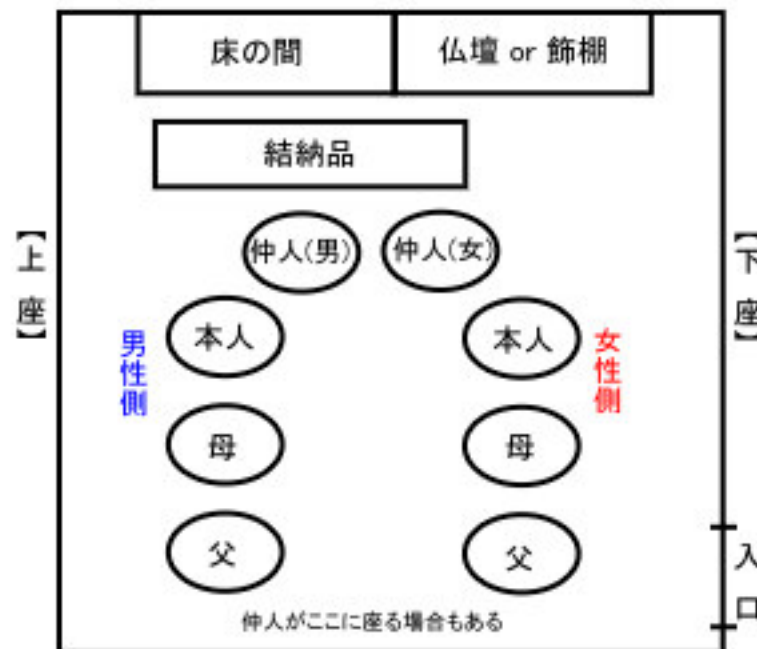 床の間
仏壇 or 飾棚
結納品
仲人(男)
仲人(女)
【上座】
【下座】
本人
本人
男性側
女性側
母
母
父
父
入口
仲人がここに座る場合もある